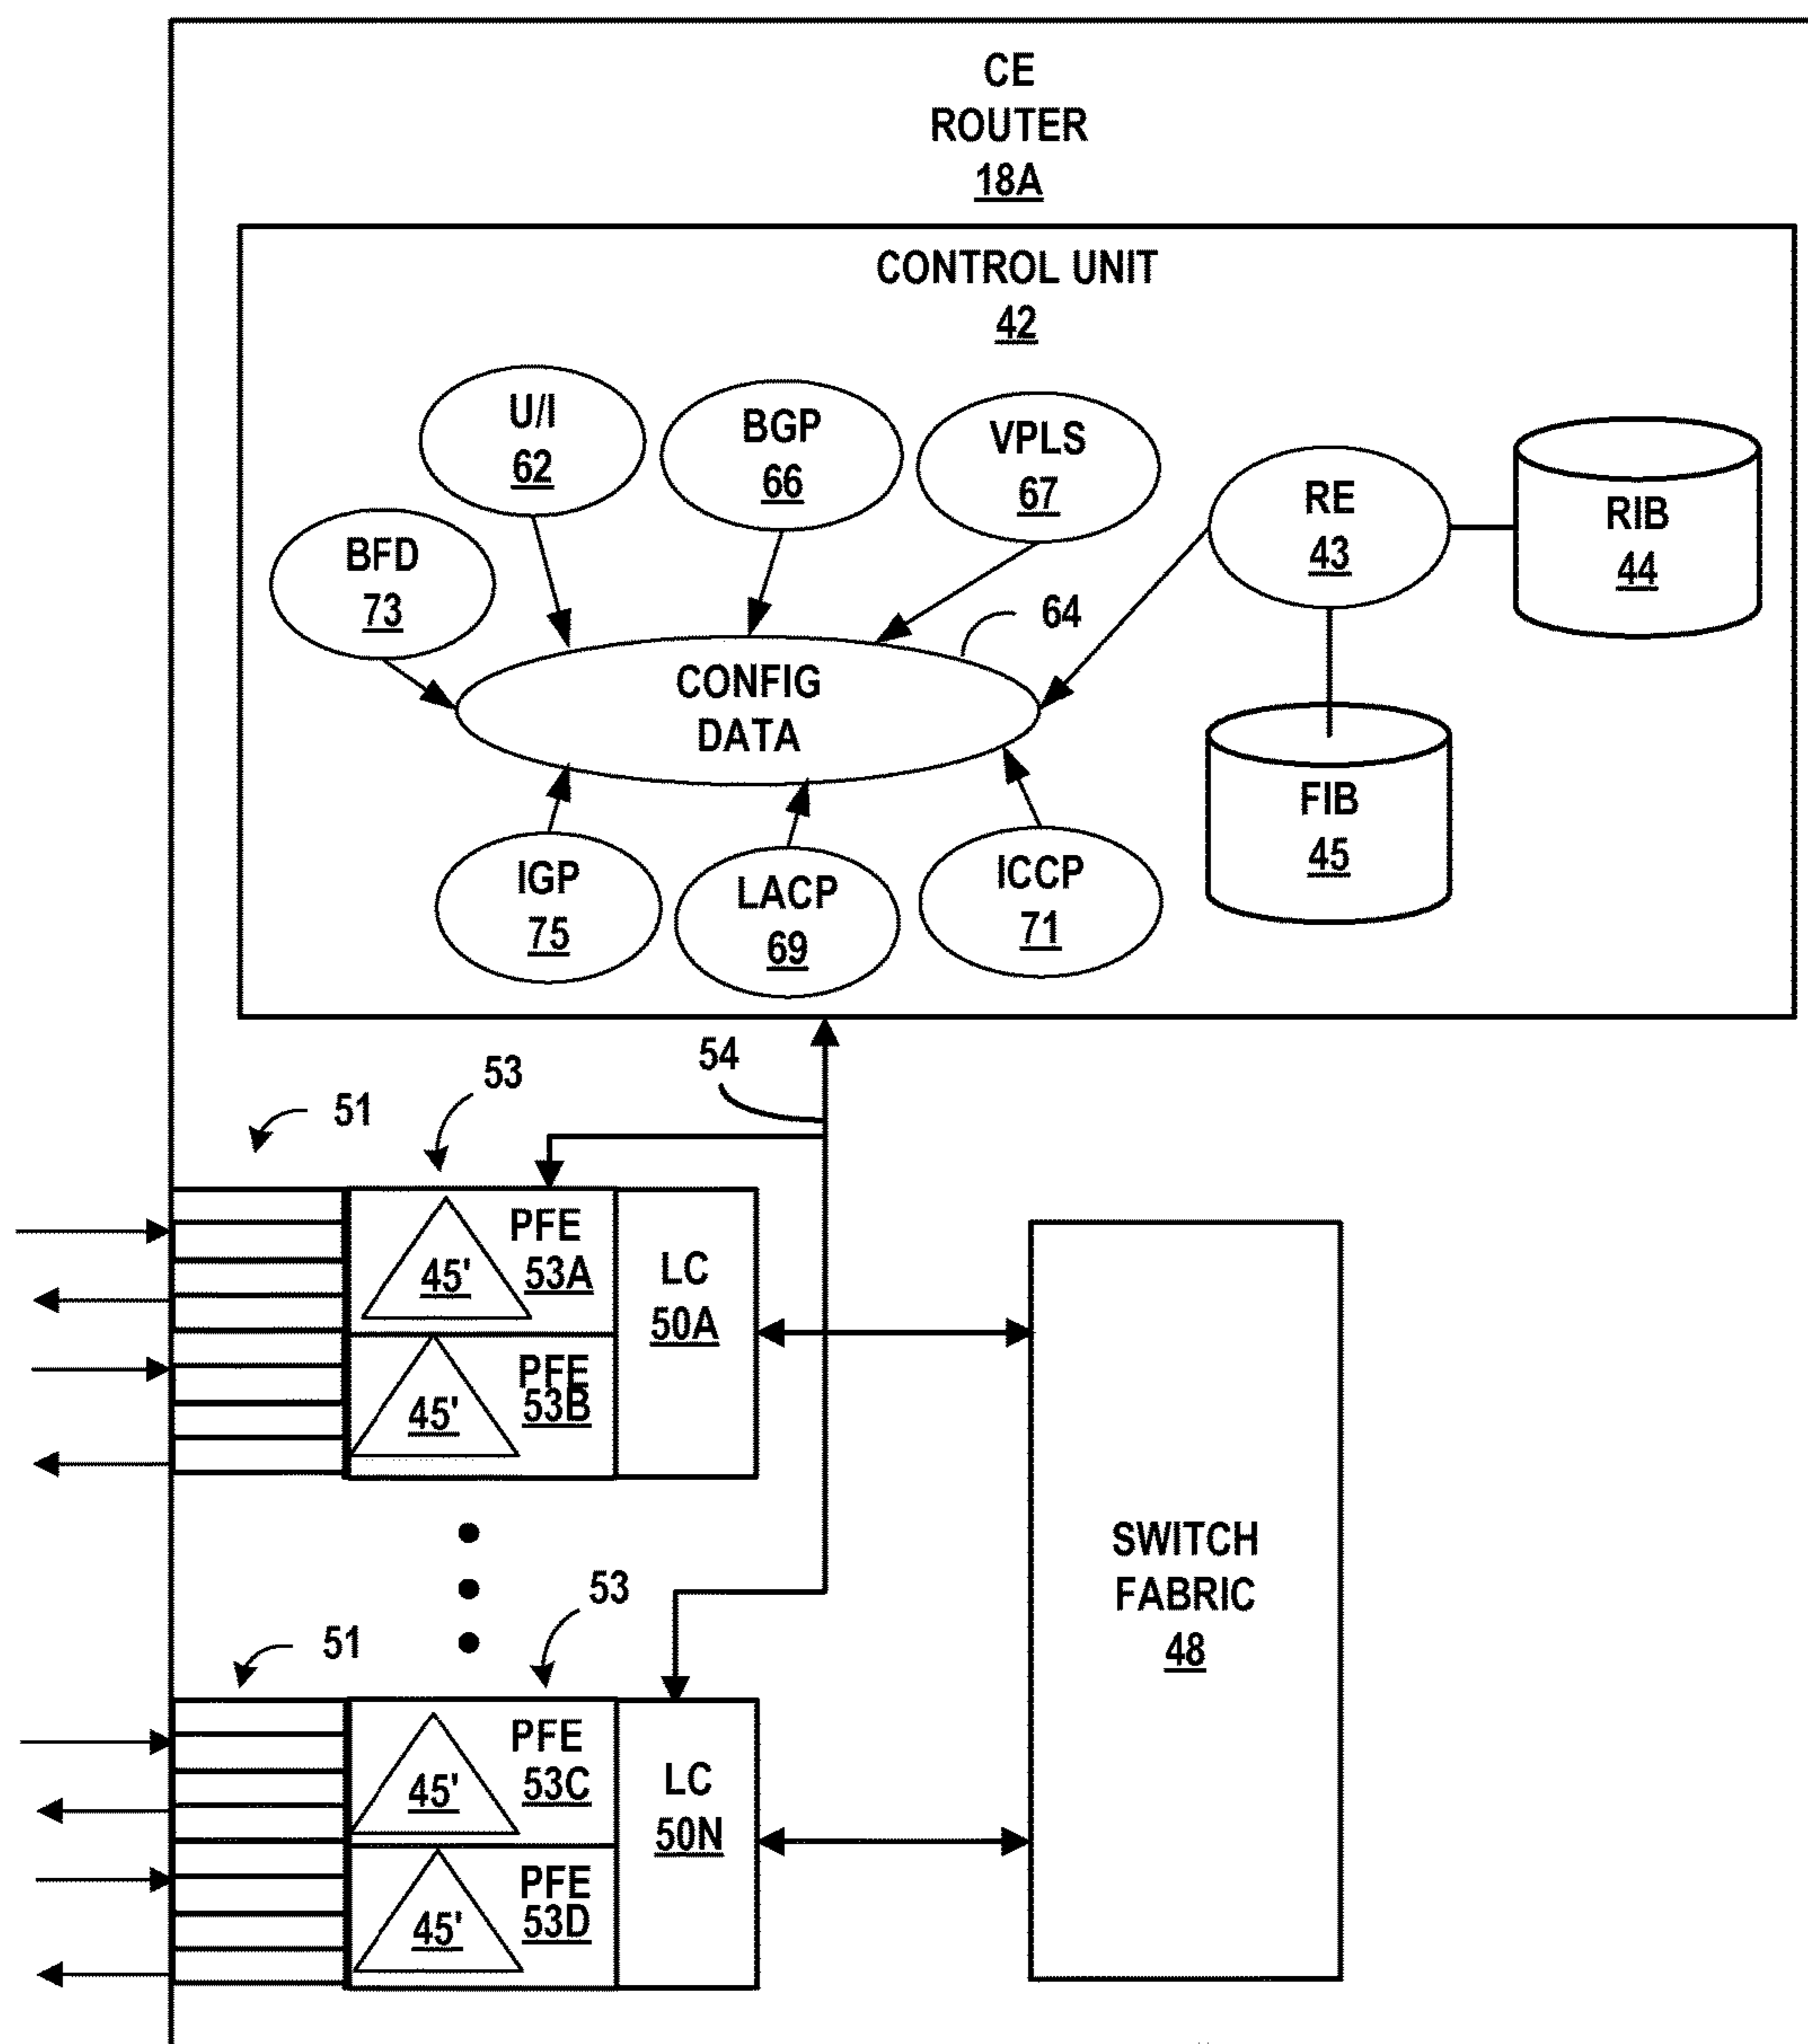 CE
ROUTER
18A
CONTROL UNIT
42
U/I
62
BGP
66
VPLS
67
BFD
73
RE
43
RIB
44
64
CONFIG
DATA
FIB
45
IGP
75
LACP
69
ICCP
71
54
53
51
PFE
53A
45'
LC
50A
PFE
53B
45'
SWITCH
FABRIC
48
53
51
PFE
53C
45'
LC
50N
PFE
53D
45'